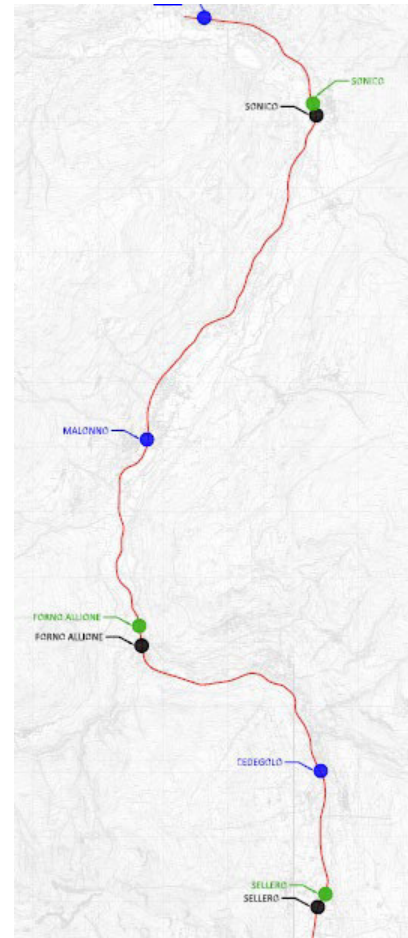 SONICO
SONICO
MALONNO
FORNO ALLIONE
FORNO ALLIONE
CEDEGOLO
SELLERO
SELLERO